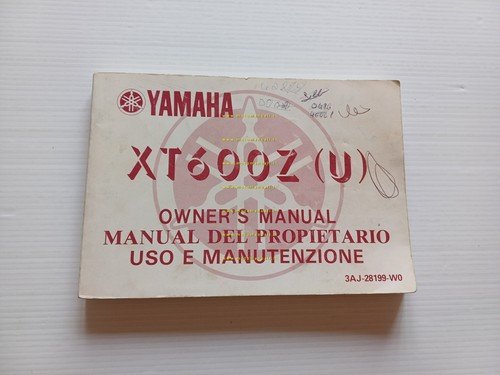 YAMAHA
XT600Z (U)
OWNER'S MANUAL
MANUAL DEL PROPIETARIO
USO E MANUTENZIONE
3AJ-28199-W0